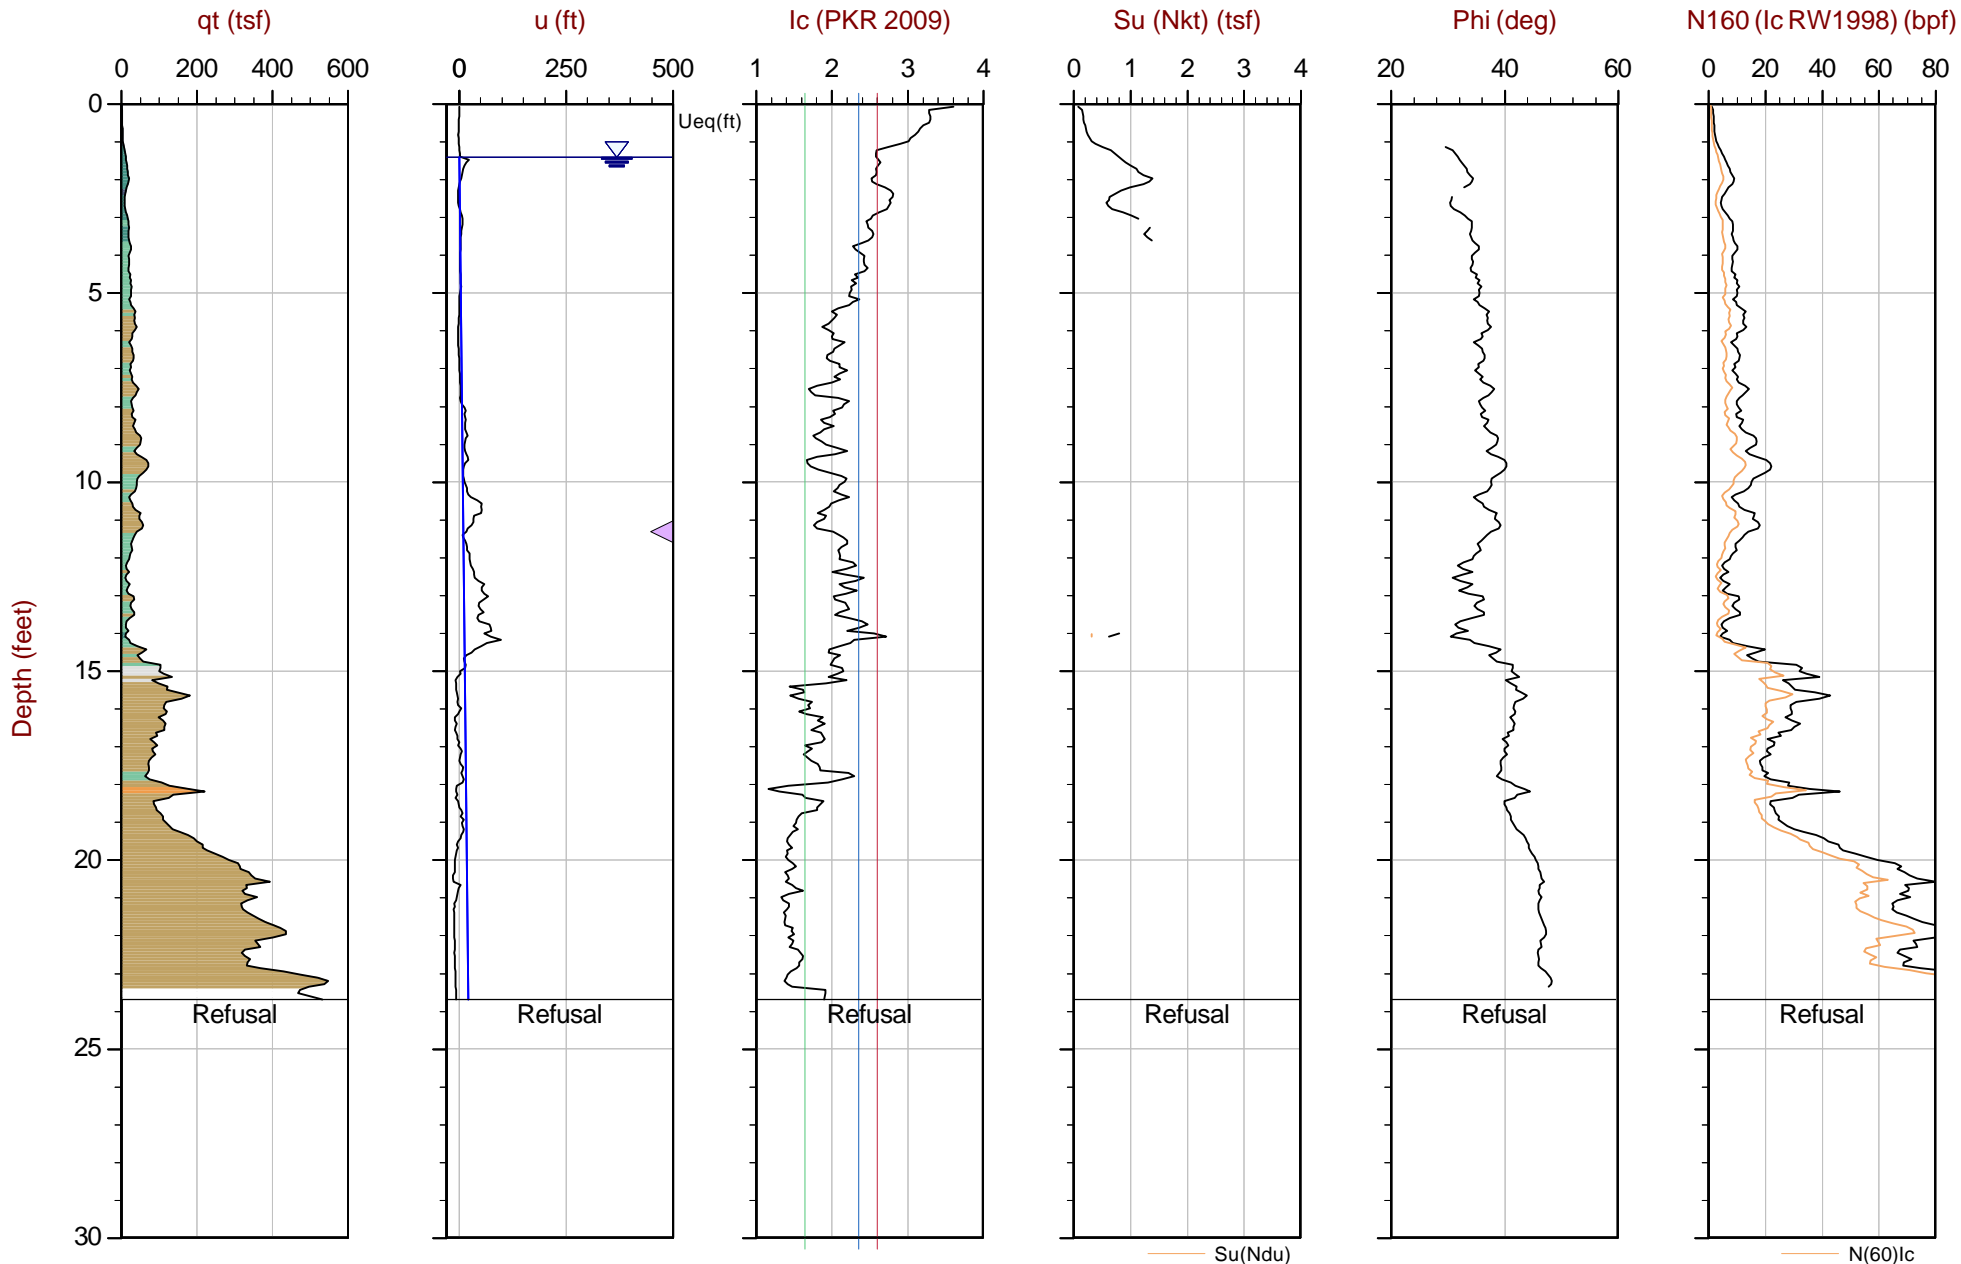 qt (tsf) u (ft) Ic (PKR 2009) Su (Nkt) (tsf) Phi (deg) N160 (Ic RW1998) (bpf)
0 200 400 600 0 250 500 1 2 3 4 0 1 2 3 4 20 40 60 0 20 40 60 80
0
Ueq(ft)
5
10
15
20
25
30
Depth (feet)
Refusal Refusal Refusal Refusal Refusal Refusal
Su(Ndu) N(60)Ic